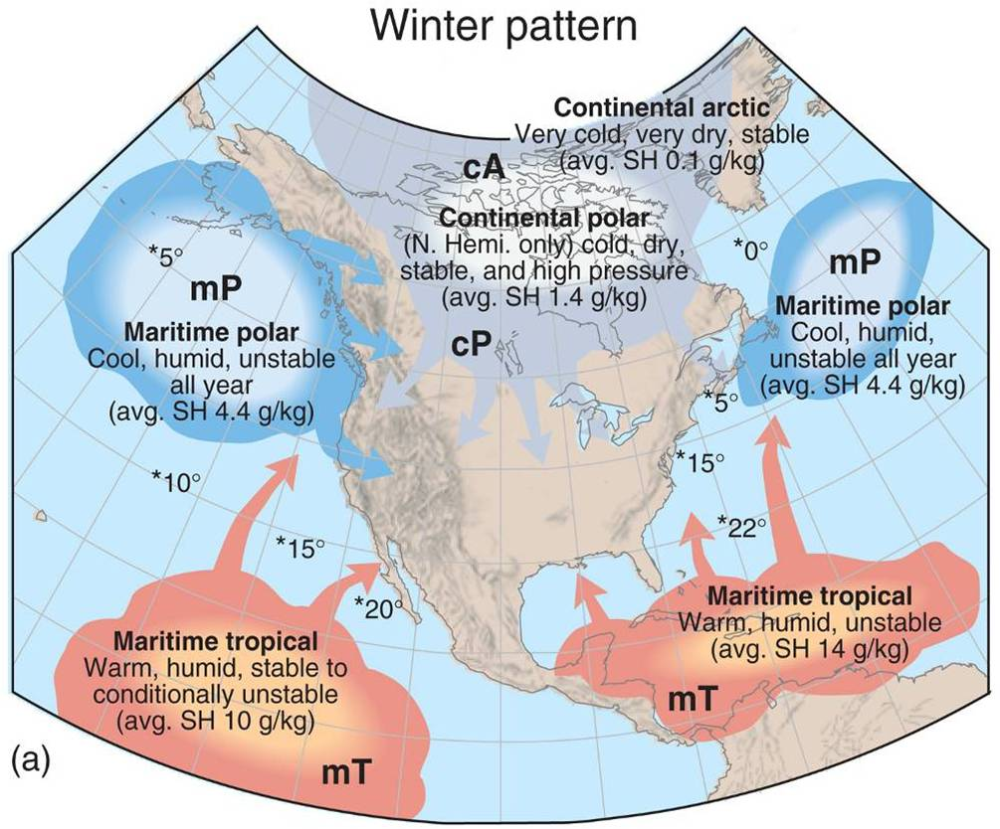 Winter pattern
Continental arctic
Very cold, very dry, stable
(avg. SH 0.1 g/kg)
cA
Continental polar
(N. Hemi. only) cold, dry,
stable, and high pressure
(avg. SH 1.4 g/kg)
cP
*5°
mP
Maritime polar
Cool, humid, unstable
all year
(avg. SH 4.4 g/kg)
*0°
mP
Maritime polar
Cool, humid,
unstable all year
(avg. SH 4.4 g/kg)
*5°
*15°
*10°
*22°
*15°
*20°
Maritime tropical
Warm, humid, unstable
(avg. SH 14 g/kg)
mT
Maritime tropical
Warm, humid, stable to
conditionally unstable
(avg. SH 10 g/kg)
mT
(a)